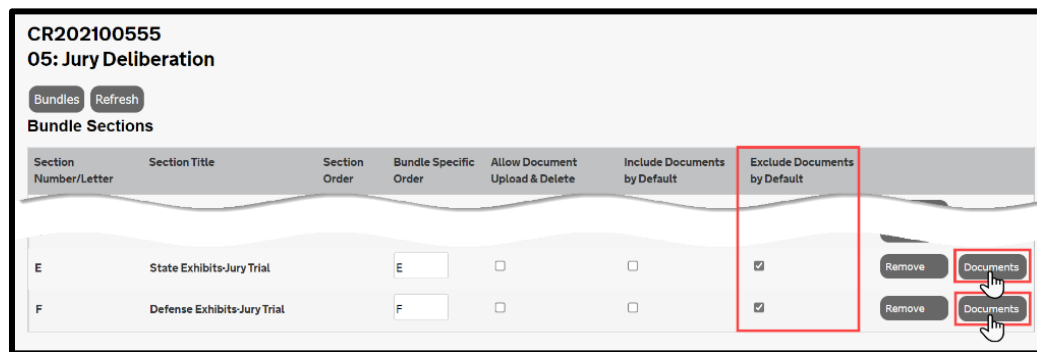 CR202100555
05: Jury Deliberation
Bundles Refresh
Bundle Sections
Section Number/Letter Section Title Section Order Bundle Specific Order Allow Document Upload & Delete Include Documents by Default Exclude Documents by Default
E State Exhibits-Jury Trial E Remove Documents
F Defense Exhibits-Jury Trial F Remove Documents